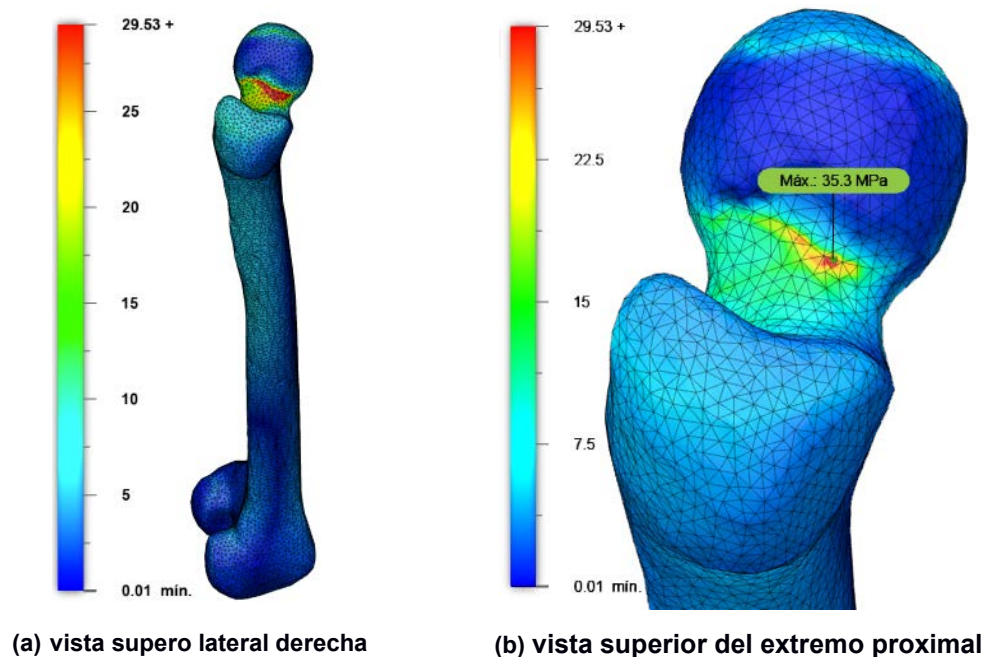 29.53 +
25
20
15
10
5
0.01 mín.
(a) vista supero lateral derecha
29.53 +
22.5
Máx.: 35.3 MPa
15
7.5
0.01 mín.
(b) vista superior del extremo proximal